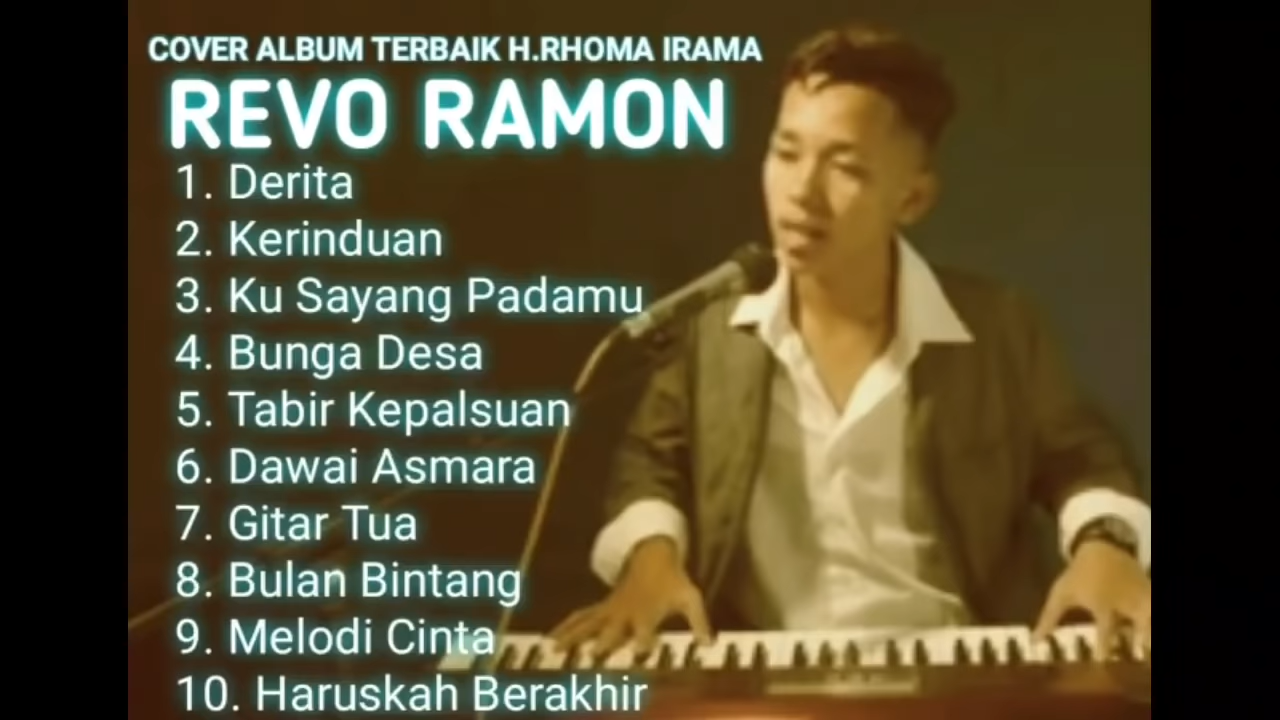 COVER ALBUM TERBAIK H.RHOMA IRAMA
REVO RAMON
1. Derita
2. Kerinduan
3. Ku Sayang Padamu
4. Bunga Desa
5. Tabir Kepalsuan
6. Dawai Asmara
7. Gitar Tua
8. Bulan Bintang
9. Melodi Cinta
10. Haruskah Berakhir